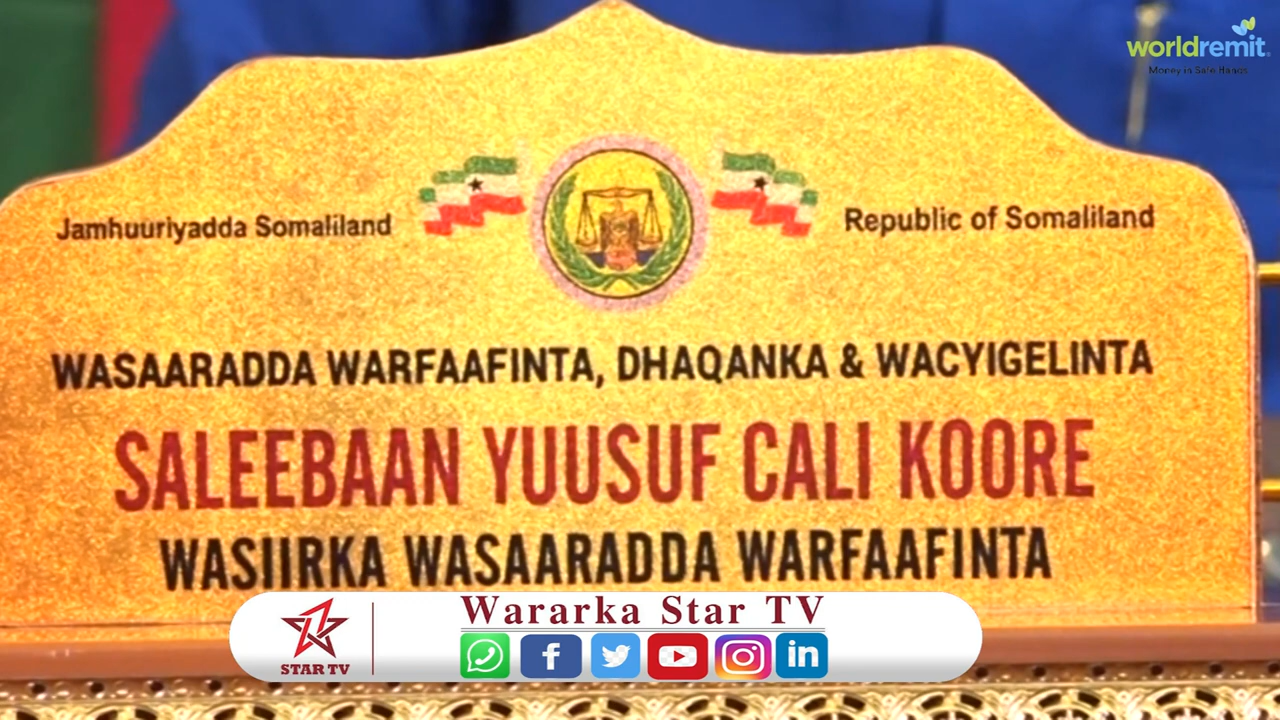 worldremit
Money in Safe Hands
Jamhuuriyadda Somaliland
Republic of Somaliland
WASAARADDA WARFAAFINTA, DHAQANKA & WACYIGELINTA
SALEEBAAN YUUSUF CALI KOORE
WASIIRKA WASAARADDA WARFAAFINTA
Wararka Star TV
STAR TV